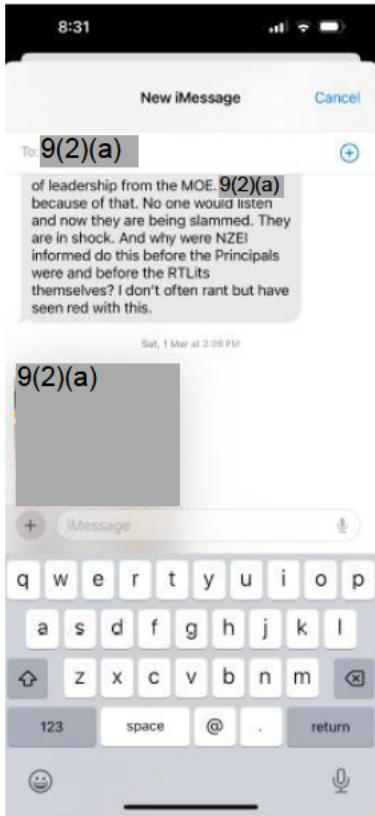 8:31
New iMessage
Cancel
To: 9(2)(a)
of leadership from the MOE. 9(2)(a)
because of that. No one would listen
and now they are being slammed. They
are in shock. And why were NZEI
informed do this before the Principals
were and before the RTLits
themselves? I don't often rant but have
seen red with this.
Sat, 1 Mar at 2:06 PM
9(2)(a)
+
iMessage
q w e r t y u i o p
a s d f g h j k l
z x c v b n m
123 space @ . return